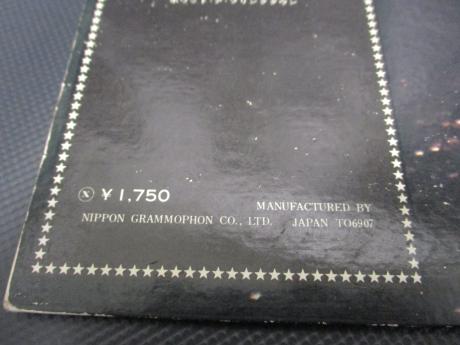 Ⓧ ¥1,750
MANUFACTURED BY
NIPPON GRAMMOPHON CO., LTD. JAPAN TO6907